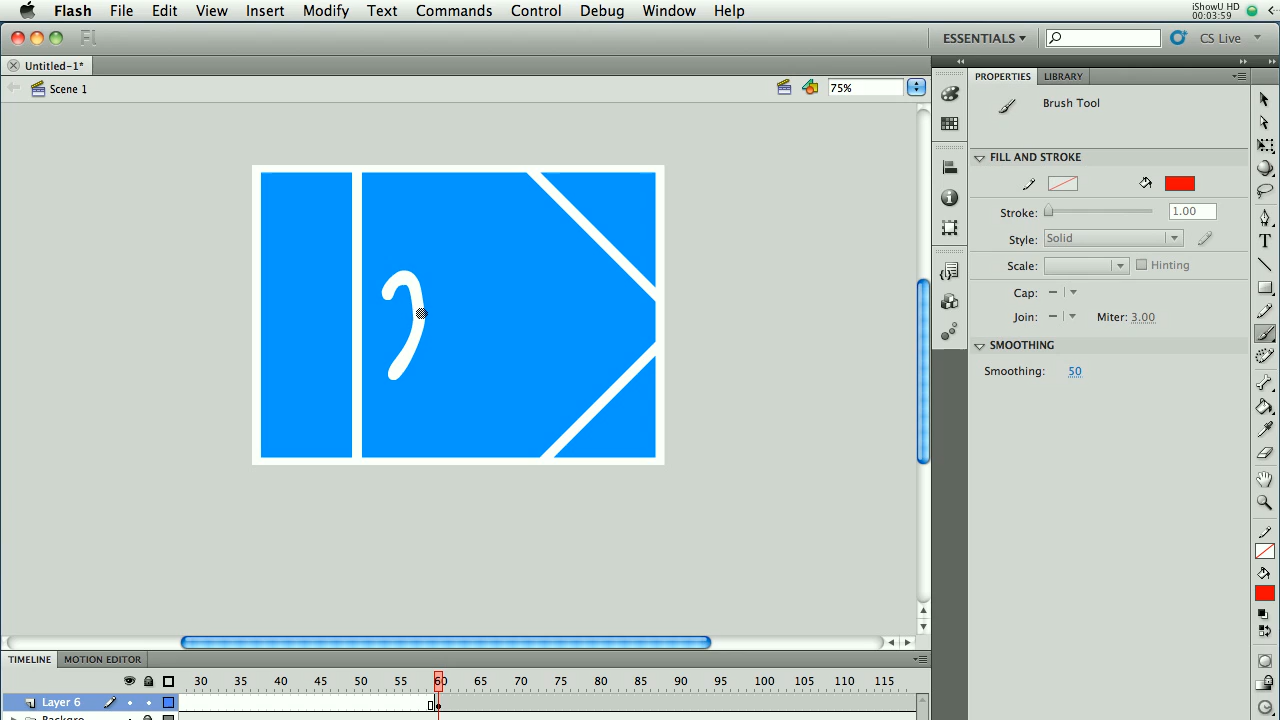 Flash File Edit View Insert Modify Text Commands Control Debug Window Help
iShowU HD
00:03:59
Fl
ESSENTIALS
CS Live
Untitled-1*
Scene 1
75%
PROPERTIES LIBRARY
Brush Tool
FILL AND STROKE
Stroke: 1.00
Style: Solid
Scale: Hinting
Cap:
Join: Miter: 3.00
SMOOTHING
Smoothing: 50
T
TIMELINE MOTION EDITOR
30 35 40 45 50 55 60 65 70 75 80 85 90 95 100 105 110 115
Layer 6